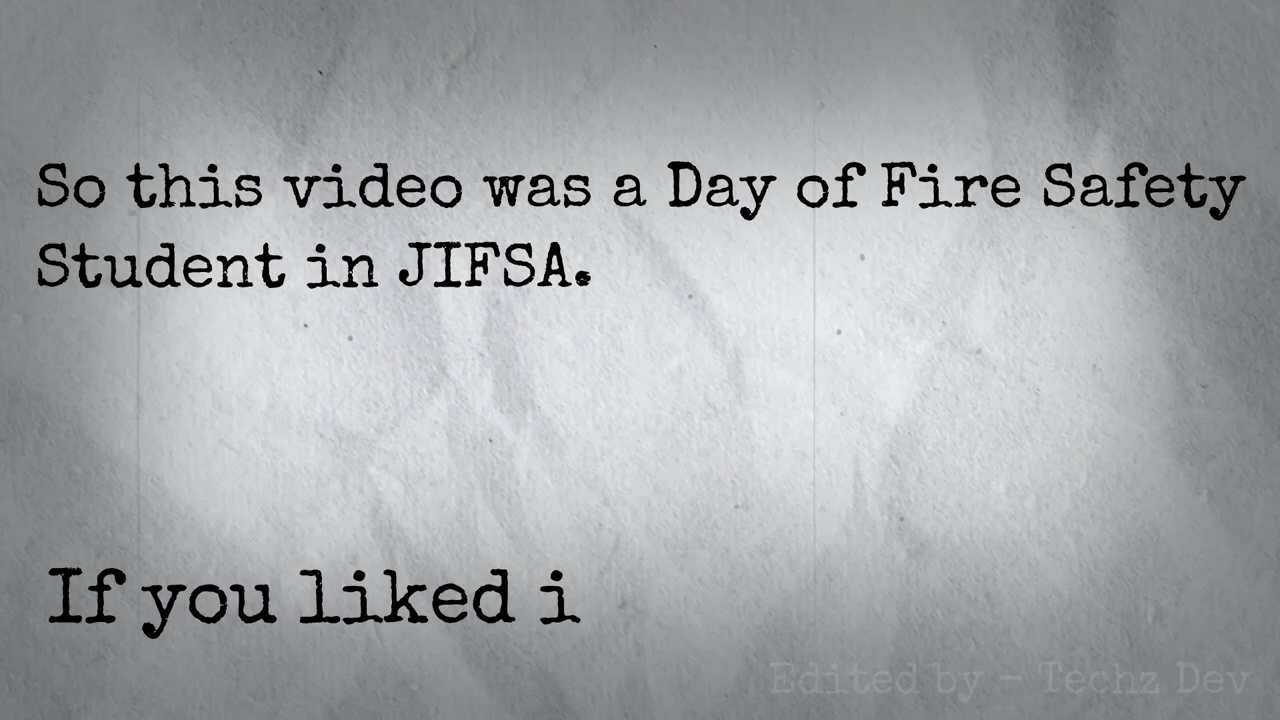 So this video was a Day of Fire Safety
Student in JIFSA.
If you liked i
Edited by - Techz Dev